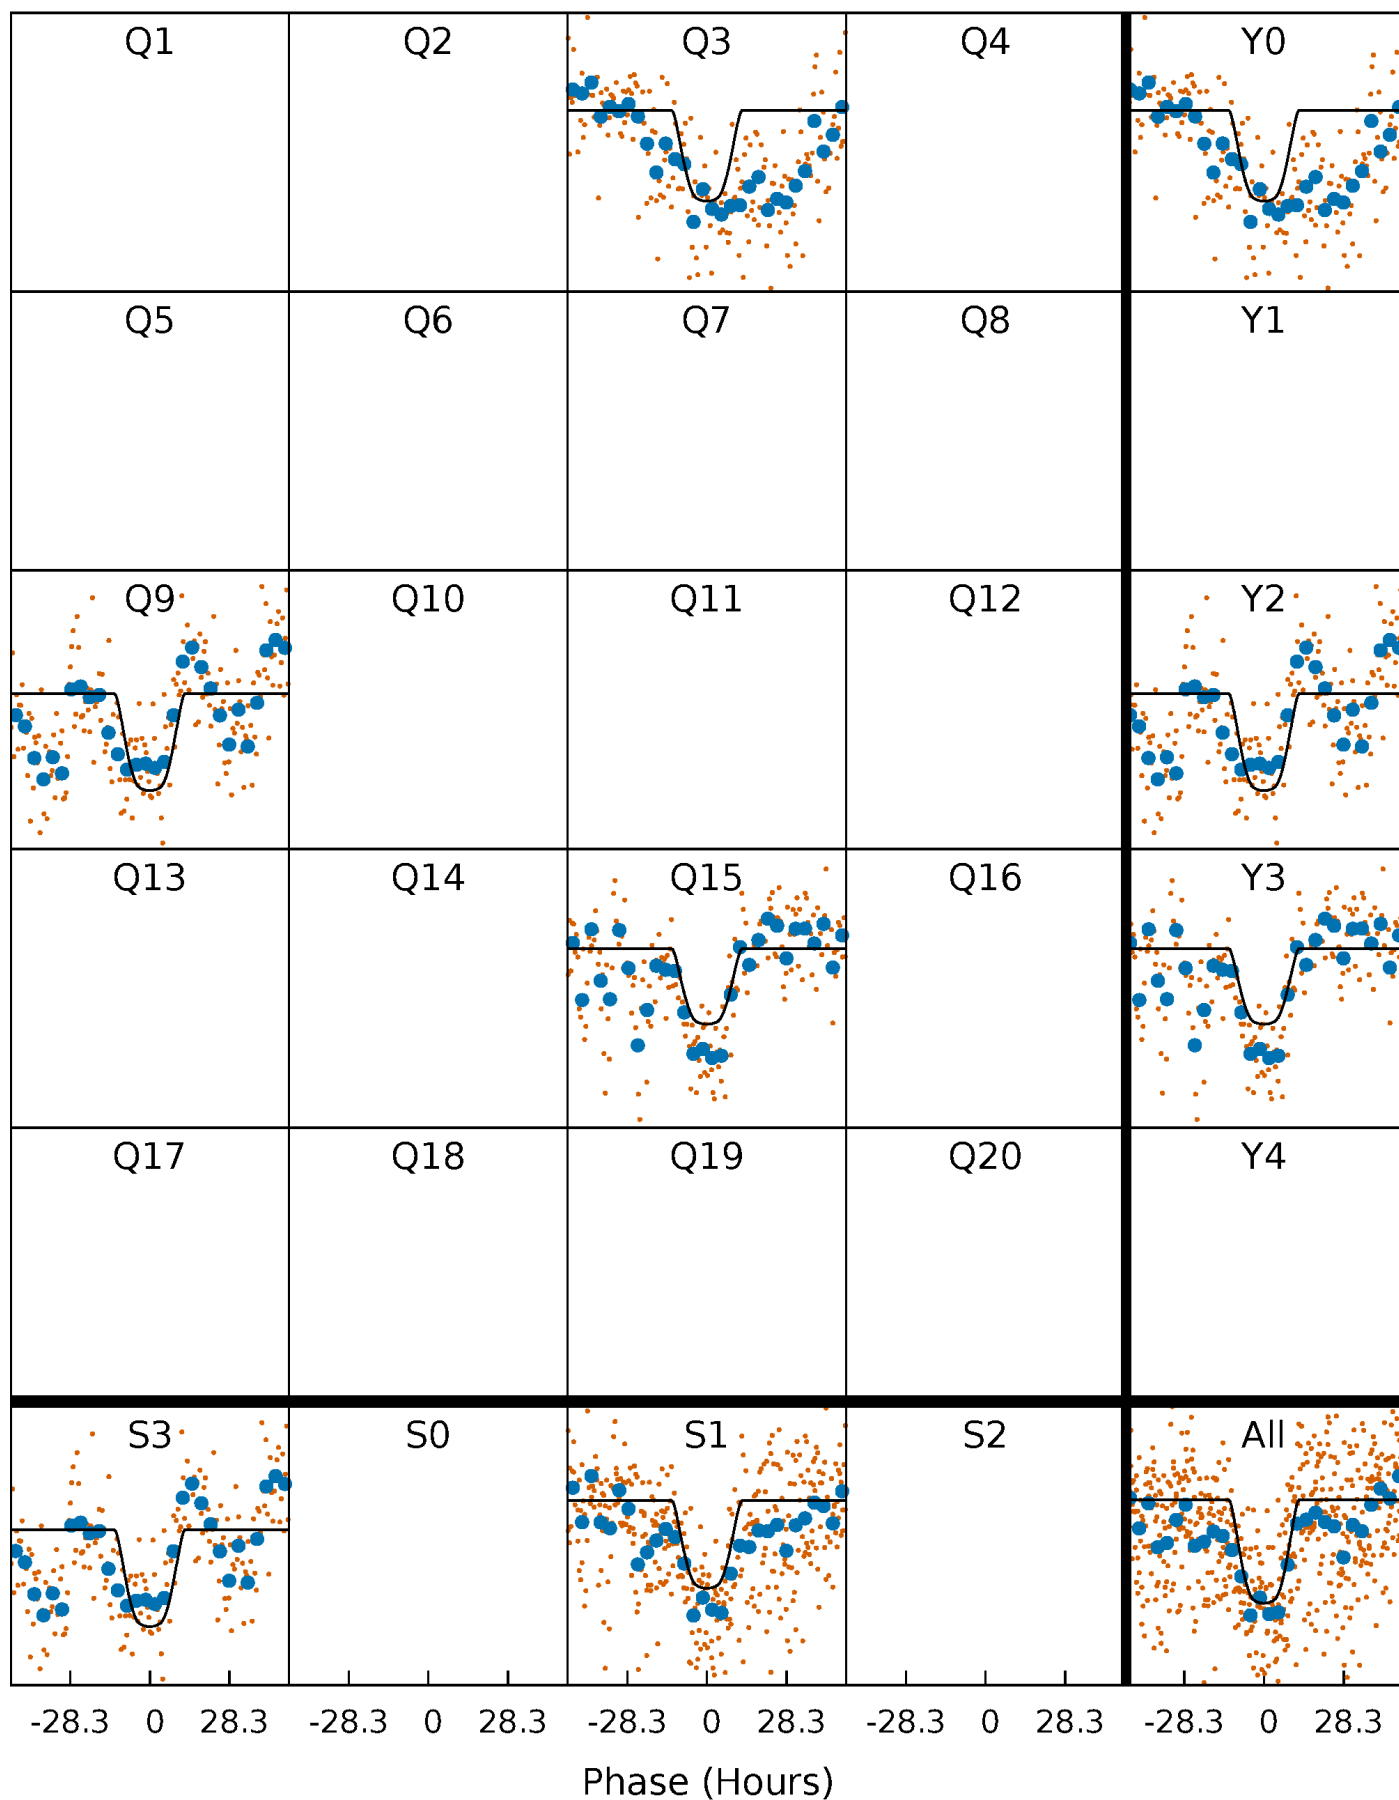 Q1 Q2 Q3 Q4 Y0
Q5 Q6 Q7 Q8 Y1
Q9 Q10 Q11 Q12 Y2
Q13 Q14 Q15 Q16 Y3
Q17 Q18 Q19 Q20 Y4
S3 S0 S1 S2 All
-28.3 0 28.3 -28.3 0 28.3 -28.3 0 28.3 -28.3 0 28.3 -28.3 0 28.3
Phase (Hours)